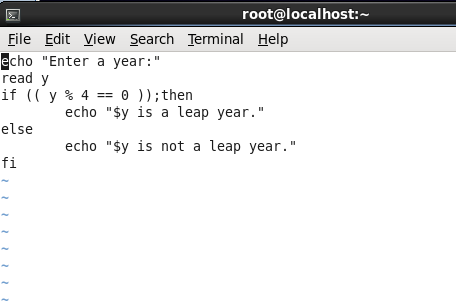 root@localhost:~
File Edit View Search Terminal Help
echo "Enter a year:"
read y
if (( y % 4 == 0 ));then
        echo "$y is a leap year."
else
        echo "$y is not a leap year."
fi
~
~
~
~
~
~
~
~